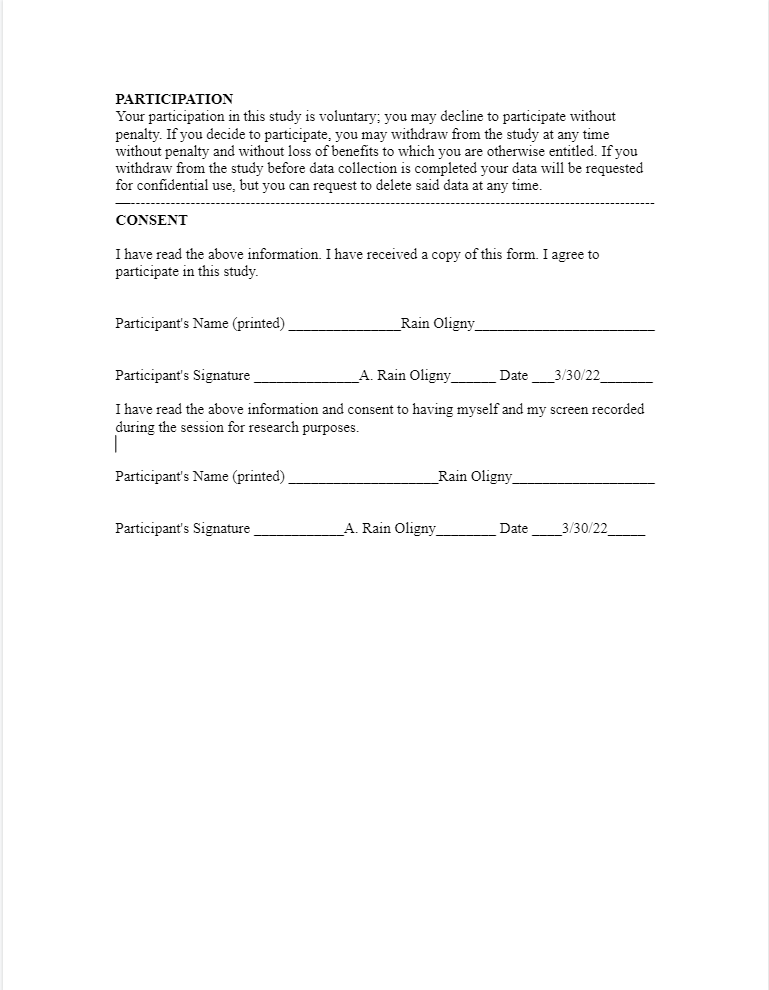 PARTICIPATION
Your participation in this study is voluntary; you may decline to participate without
penalty. If you decide to participate, you may withdraw from the study at any time
without penalty and without loss of benefits to which you are otherwise entitled. If you
withdraw from the study before data collection is completed your data will be requested
for confidential use, but you can request to delete said data at any time.
CONSENT
I have read the above information. I have received a copy of this form. I agree to
participate in this study.
Participant's Name (printed) _______________Rain Oligny________________________
Participant's Signature ______________A. Rain Oligny______ Date ___3/30/22_______
I have read the above information and consent to having myself and my screen recorded
during the session for research purposes.
Participant's Name (printed) ____________________Rain Oligny___________________
Participant's Signature ____________A. Rain Oligny________ Date ____3/30/22_____